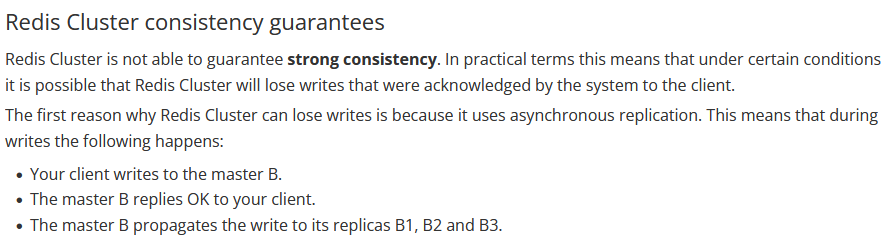 Redis Cluster consistency guarantees
Redis Cluster is not able to guarantee strong consistency. In practical terms this means that under certain conditions
it is possible that Redis Cluster will lose writes that were acknowledged by the system to the client.
The first reason why Redis Cluster can lose writes is because it uses asynchronous replication. This means that during
writes the following happens:
• Your client writes to the master B.
• The master B replies OK to your client.
• The master B propagates the write to its replicas B1, B2 and B3.